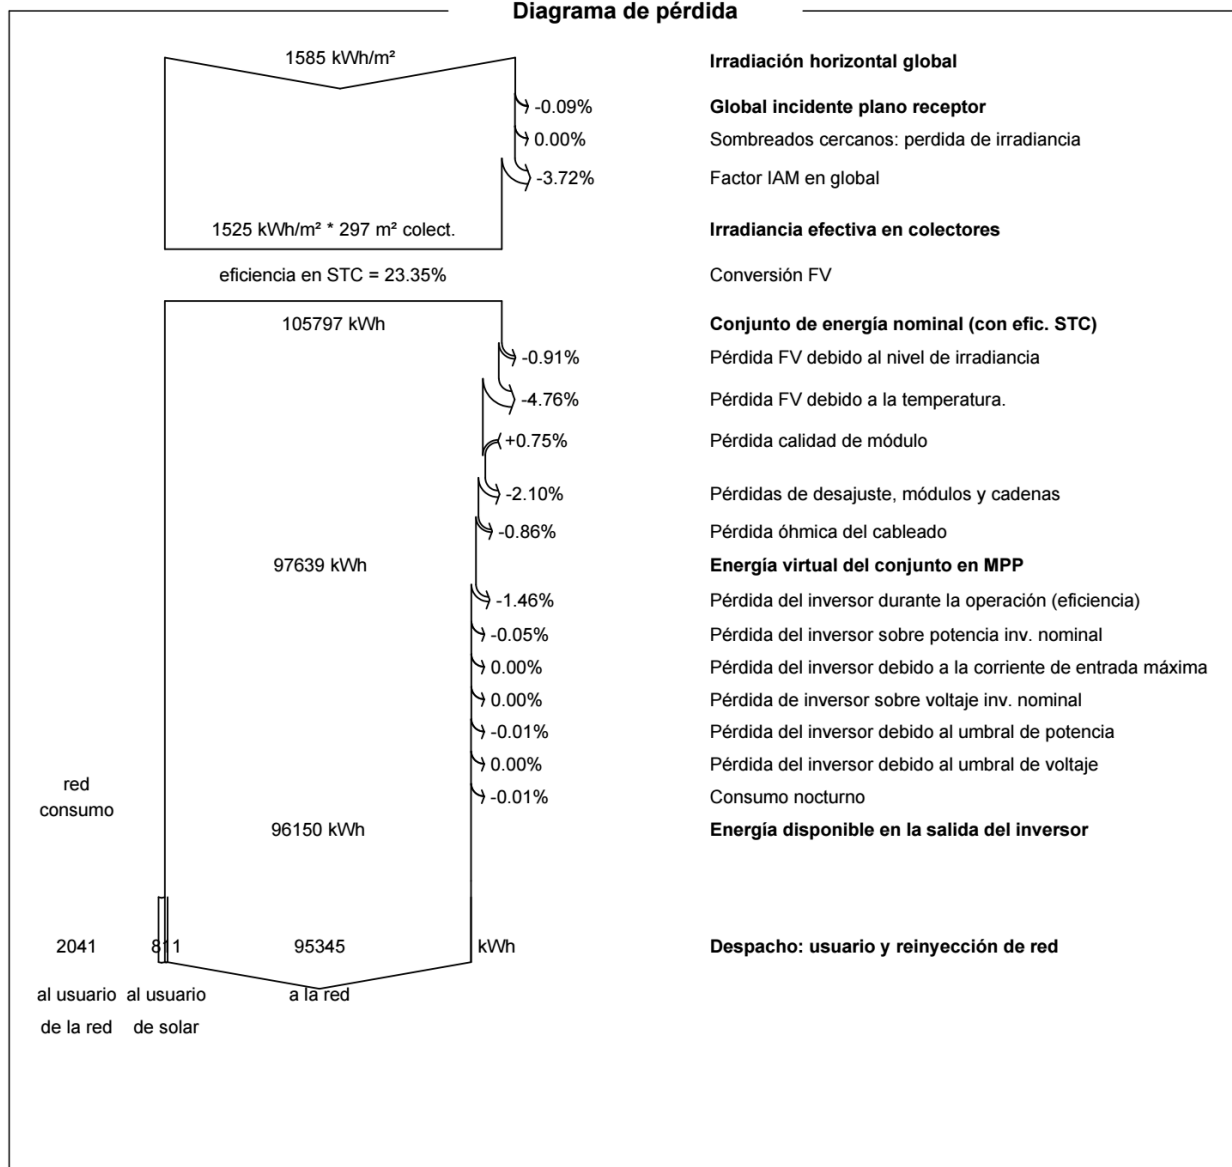 Diagrama de pérdida
1585 kWh/m² Irradiación horizontal global
-0.09% Global incidente plano receptor
0.00% Sombreados cercanos: perdida de irradiancia
-3.72% Factor IAM en global
1525 kWh/m² * 297 m² colect. Irradiancia efectiva en colectores
eficiencia en STC = 23.35% Conversión FV
105797 kWh Conjunto de energía nominal (con efic. STC)
-0.91% Pérdida FV debido al nivel de irradiancia
-4.76% Pérdida FV debido a la temperatura.
+0.75% Pérdida calidad de módulo
-2.10% Pérdidas de desajuste, módulos y cadenas
-0.86% Pérdida óhmica del cableado
97639 kWh Energía virtual del conjunto en MPP
-1.46% Pérdida del inversor durante la operación (eficiencia)
-0.05% Pérdida del inversor sobre potencia inv. nominal
0.00% Pérdida del inversor debido a la corriente de entrada máxima
0.00% Pérdida de inversor sobre voltaje inv. nominal
-0.01% Pérdida del inversor debido al umbral de potencia
0.00% Pérdida del inversor debido al umbral de voltaje
red
consumo
-0.01% Consumo nocturno
96150 kWh Energía disponible en la salida del inversor
2041 811 95345 kWh Despacho: usuario y reinyección de red
al usuario al usuario a la red
de la red de solar